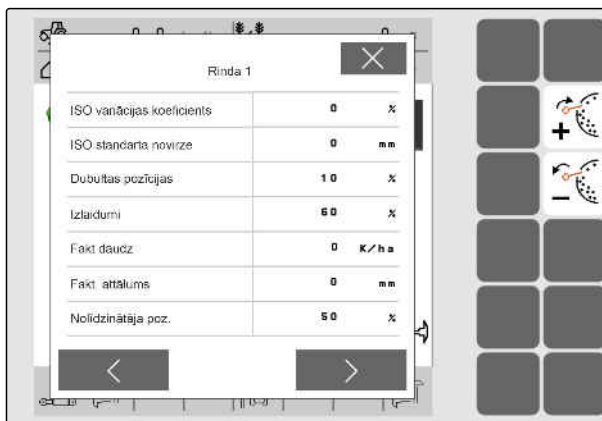 Rinda 1
ISO variācijas koeficients 0 %
ISO standarta novirze 0 mm
Dubultas pozīcijas 10 %
Izlaidumi 60 %
Fakt daudz 0 K/ha
Fakt. attālums 0 mm
Nolīdzinātāja poz. 50 %
+
−